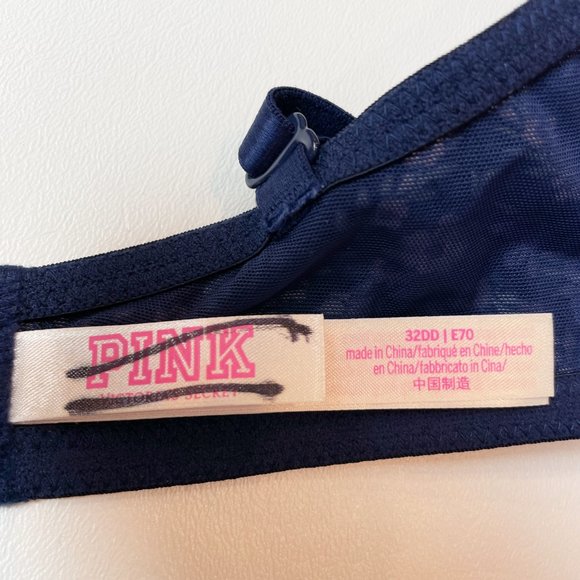 PINK
VICTORIA'S SECRET
32DD | E70
made in China/fabriqué en Chine/hecho
en China/fabbricato in Cina/
中国制造